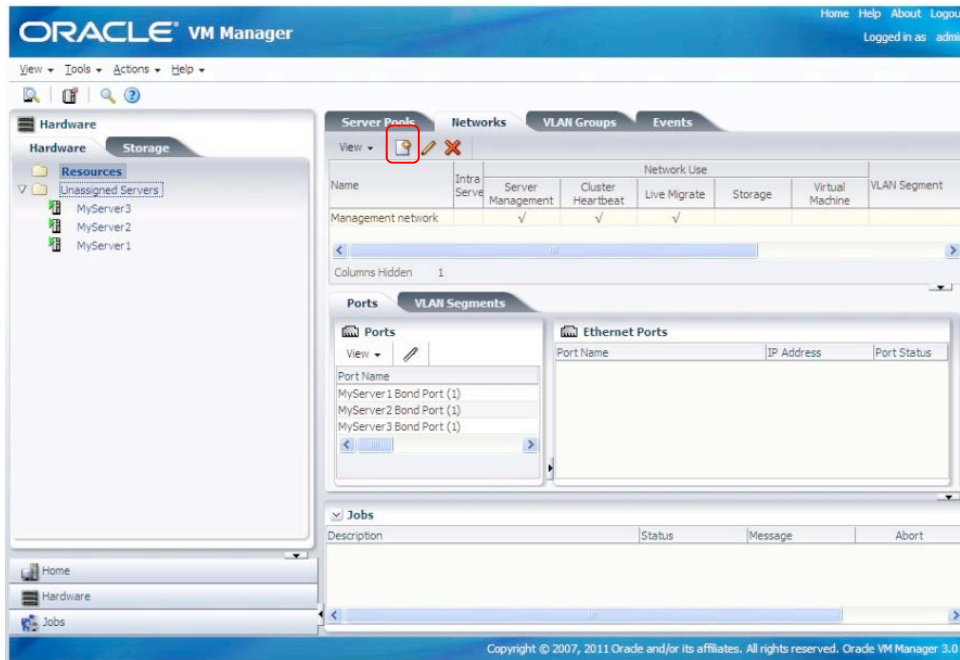 Home Help About Logou
ORACLE VM Manager
Logged in as admi
View Tools Actions Help
Hardware
Hardware Storage
Resources
Unassigned Servers
MyServer3
MyServer2
MyServer1
Home
Hardware
Jobs
Server Pools Networks VLAN Groups Events
View
Network Use
Name Intra Serve Server Management Cluster Heartbeat Live Migrate Storage Virtual Machine VLAN Segment
Management network √ √ √
Columns Hidden 1
Ports VLAN Segments
Ports
View
Port Name
MyServer1 Bond Port (1)
MyServer2 Bond Port (1)
MyServer3 Bond Port (1)
Ethernet Ports
Port Name IP Address Port Status
Jobs
Description Status Message Abort
Copyright © 2007, 2011 Oracle and/or its affiliates. All rights reserved. Oracle VM Manager 3.0